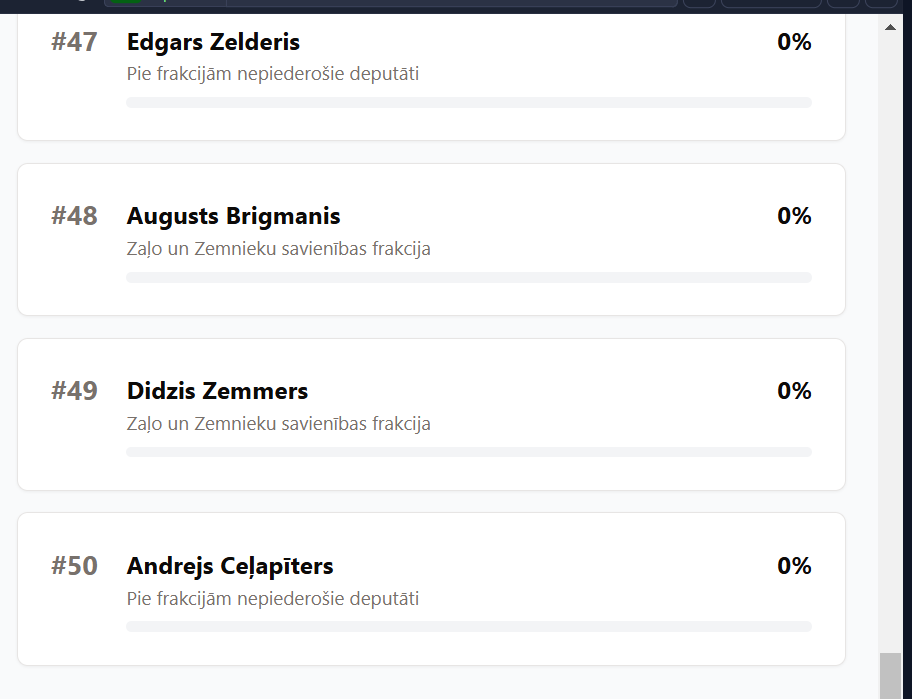 #47 Edgars Zelderis 0%
Pie frakcijām nepiederošie deputāti
#48 Augusts Brigmanis 0%
Zaļo un Zemnieku savienības frakcija
#49 Didzis Zemmers 0%
Zaļo un Zemnieku savienības frakcija
#50 Andrejs Ceļapīters 0%
Pie frakcijām nepiederošie deputāti